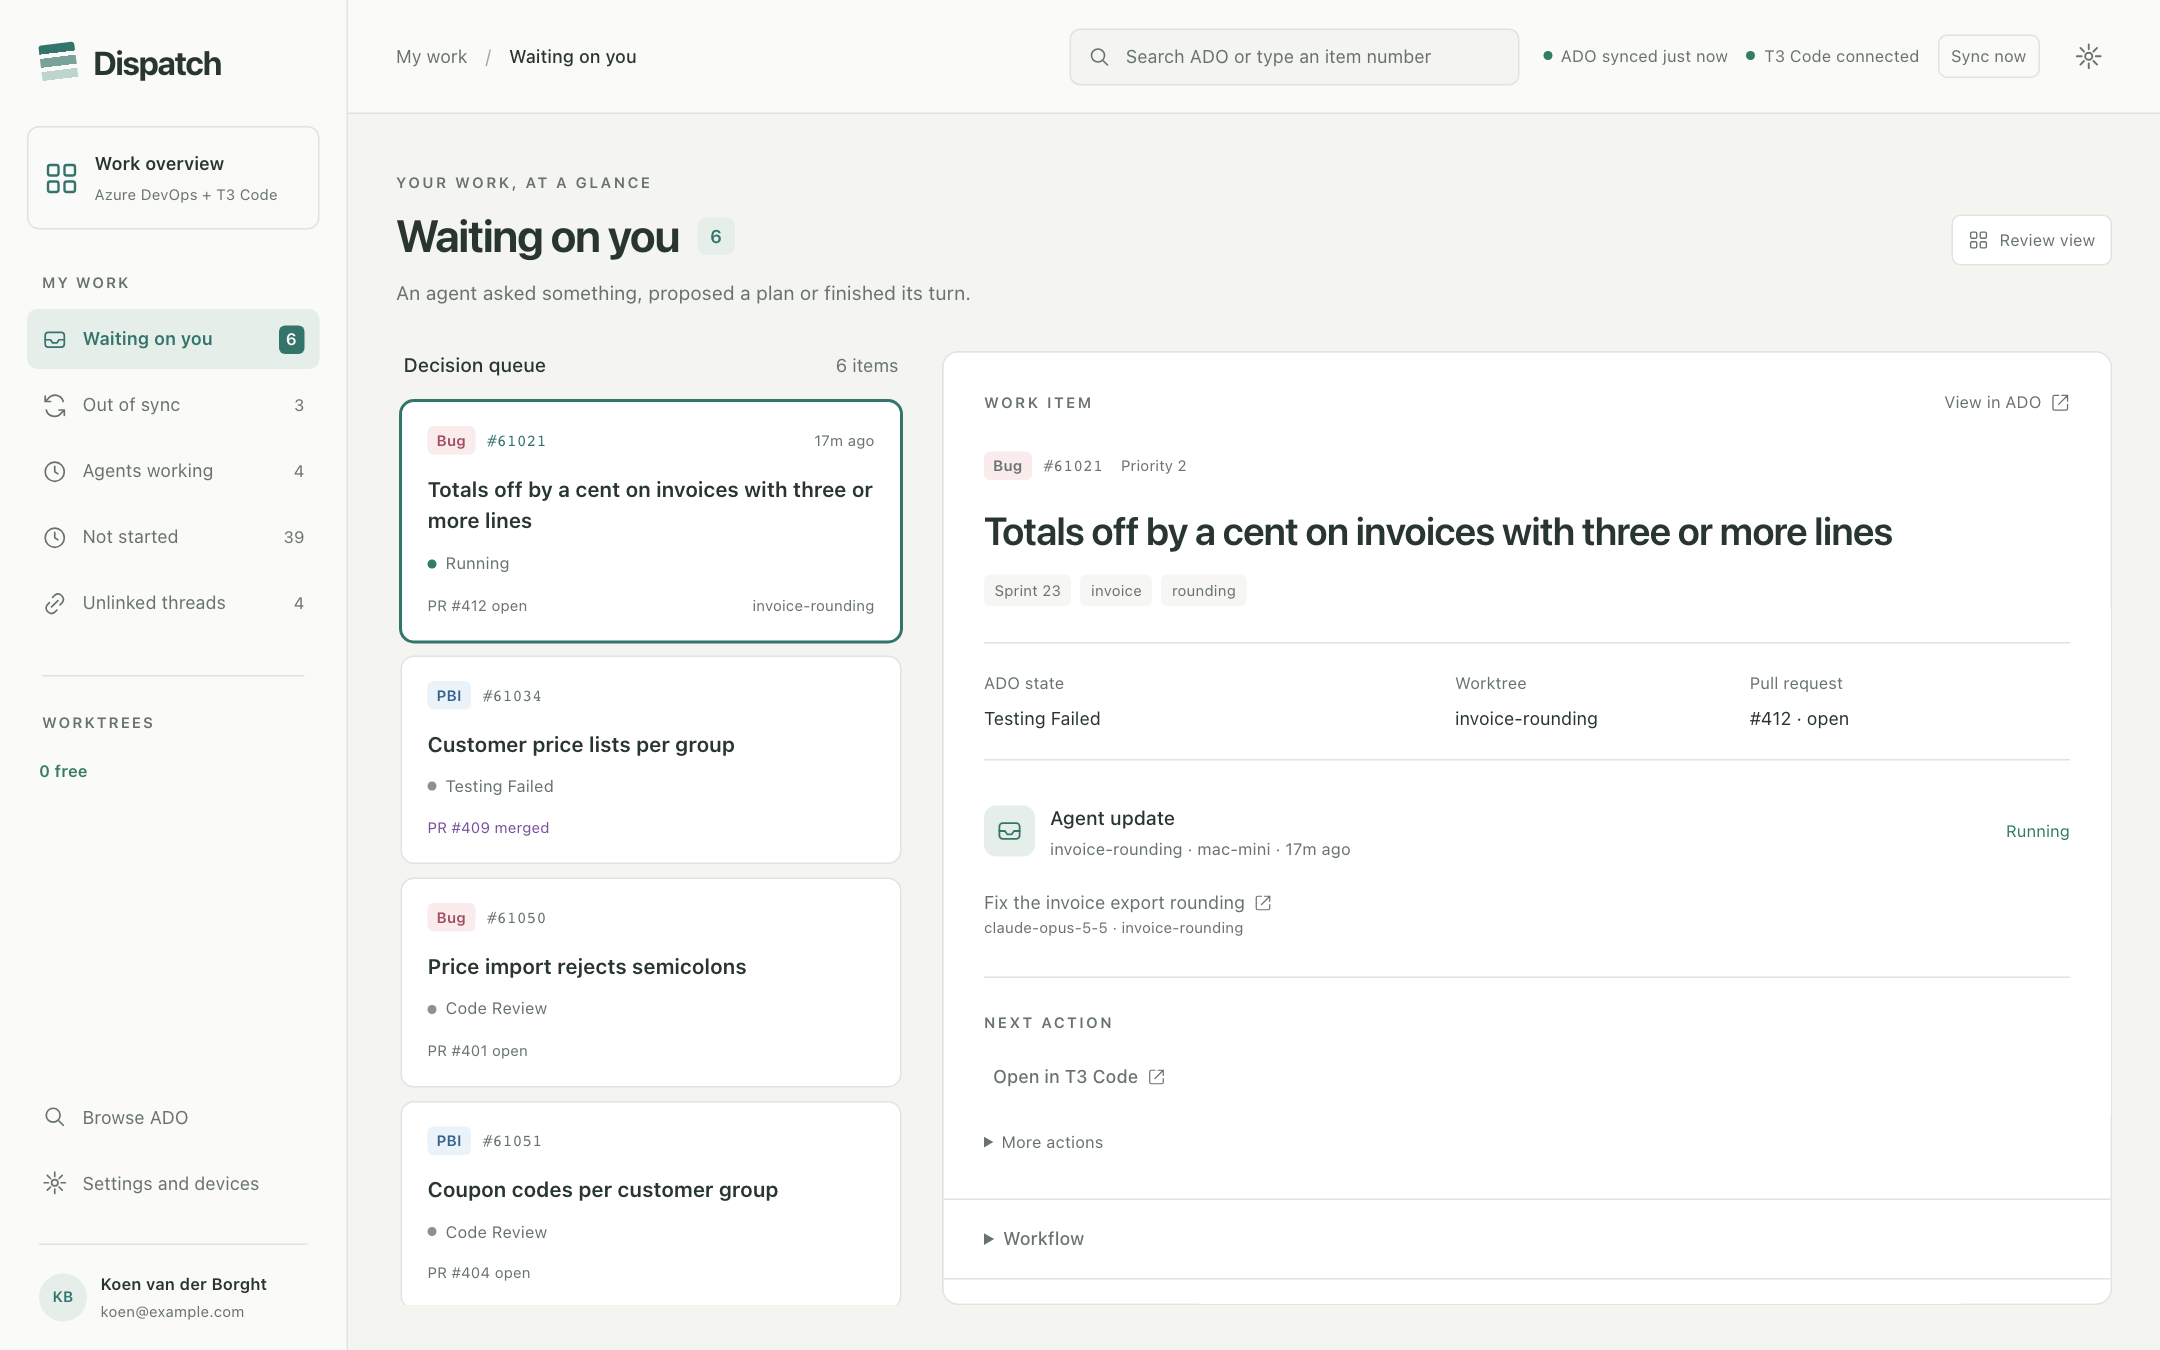 Dispatch
Work overview
Azure DevOps + T3 Code
MY WORK
Waiting on you 6
Out of sync 3
Agents working 4
Not started 39
Unlinked threads 4
WORKTREES
0 free
Browse ADO
Settings and devices
KB
Koen van der Borght
koen@example.com
My work / Waiting on you
Search ADO or type an item number
ADO synced just now
T3 Code connected
Sync now
YOUR WORK, AT A GLANCE
Waiting on you 6
An agent asked something, proposed a plan or finished its turn.
Review view
Decision queue 6 items
Bug #61021 17m ago
Totals off by a cent on invoices with three or
more lines
Running
PR #412 open invoice-rounding
PBI #61034
Customer price lists per group
Testing Failed
PR #409 merged
Bug #61050
Price import rejects semicolons
Code Review
PR #401 open
PBI #61051
Coupon codes per customer group
Code Review
PR #404 open
WORK ITEM View in ADO
Bug #61021 Priority 2
Totals off by a cent on invoices with three or more lines
Sprint 23 invoice rounding
ADO state Worktree Pull request
Testing Failed invoice-rounding #412 · open
Agent update
invoice-rounding · mac-mini · 17m ago
Running
Fix the invoice export rounding
claude-opus-5-5 · invoice-rounding
NEXT ACTION
Open in T3 Code
More actions
Workflow